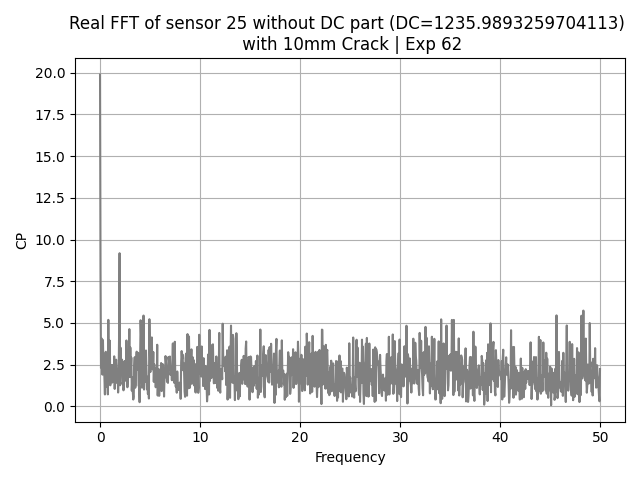 Real FFT of sensor 25 without DC part (DC=1235.9893259704113)
with 10mm Crack | Exp 62
20.0
17.5
15.0
12.5
10.0
7.5
5.0
2.5
0.0
CP
0 10 20 30 40 50
Frequency